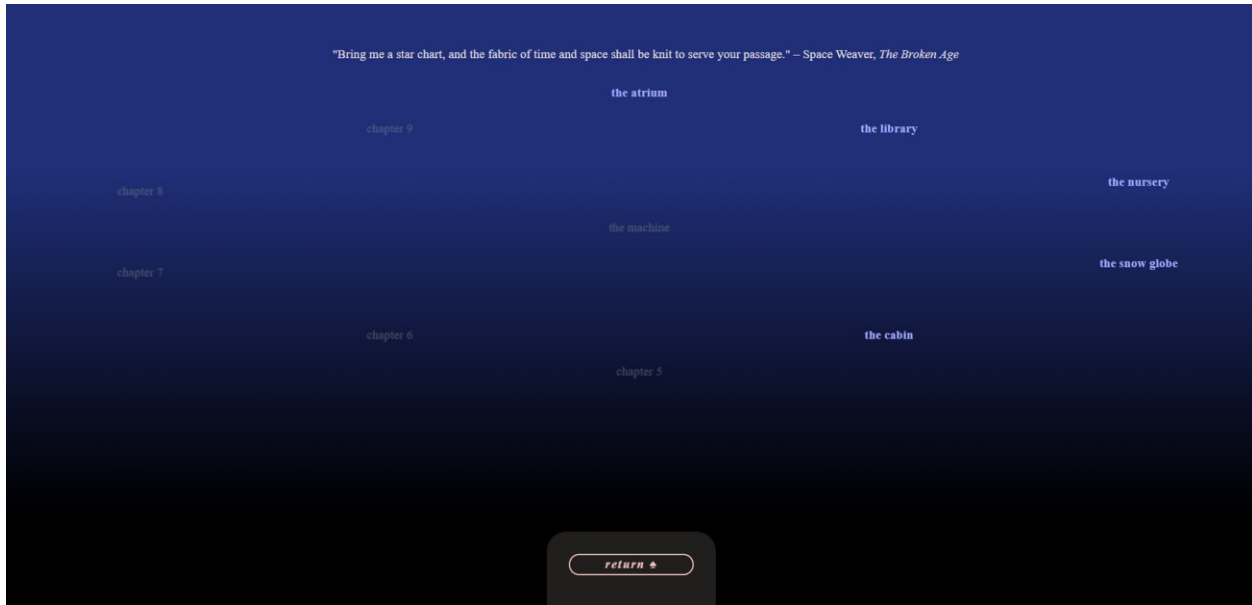 "Bring me a star chart, and the fabric of time and space shall be knit to serve your passage." – Space Weaver, The Broken Age
the atrium
chapter 9
the library
chapter 8
the nursery
the machine
chapter 7
the snow globe
chapter 6
the cabin
chapter 5
return ♠